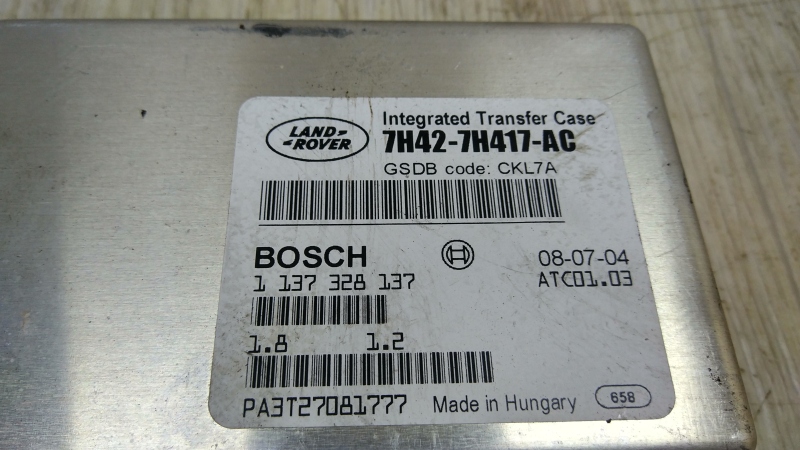 LAND ROVER
Integrated Transfer Case
7H42-7H417-AC
GSDB code: CKL7A
BOSCH
08-07-04
1 137 328 137
ATC01.03
1.8 1.2
PA3T27081777
Made in Hungary
658